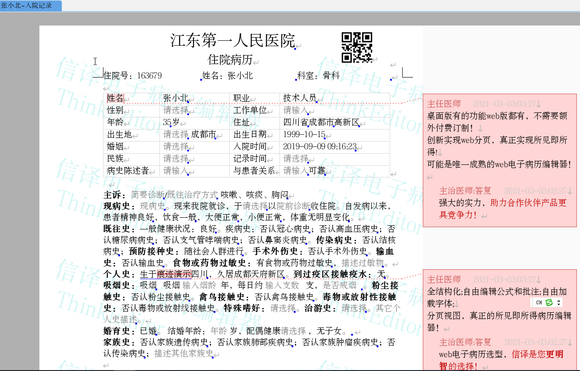 张小北-入院记录
江东第一人民医院
住院病历
住院号：163679 姓名：张小北 科室：骨科
姓名 张小北 职业 技术人员
性别 请选择 工作单位 请输入
年龄 35岁 住址 四川省成都市高新区
出生地 请选择 成都市 出生日期 1999-10-15
婚姻 请选择 入院时间 2019-09-09 09:16:23
民族 请选择 记录时间 请选择
病史陈述者 请输入 与患者关系 请输入 可靠
主诉：简要诊断/既往治疗方式 咳嗽、咳痰、胸闷
现病史：现病史，现来我院就诊，于请选择以院前诊断收住院。自发病以来，
患者精神良好，饮食一般，大便正常，小便正常，体重无明显变化。
既往史：一般健康状况：良好。疾病史：否认冠心病史；否认高血压病史；否
认糖尿病病史；否认支气管哮喘病史；否认鼻窦炎病史。传染病史：否认结核
病史；预防接种史：随社会人群进行。手术外伤史：否认手术外伤史。输血
史：否认输血史。食物或药物过敏史：有食物或药物过敏史，描述过敏物
个人史：生于痕迹演示四川，久居成都天府新区。到过疫区接触疫水：无。
吸烟史：吸烟 吸烟 输入烟龄 年，每日约 输入支数 支，是否戒烟 。粉尘接
触史：否认粉尘接触史。禽鸟接触史：否认禽鸟接触史。毒物或放射性接触
史：否认毒物或放射线接触史。特殊嗜好：请选择。冶游史：请选择。其它个
人史描述。
婚育史：已婚。结婚年龄：年龄 岁，配偶健康请选择 ，无子女。
家族史：否认家族遗传病史；否认家族肺部疾病史；否认家族肿瘤疾病史；否
认传染病史；描述其他家族史。
主任医师
桌面版有的功能web版都有，不需要额
外付费订制！
创新实现web分页，真正实现所见即所
得！
可能是唯一成熟的web电子病历编辑器！
主治医师:答复
强大的实力，助力合作伙伴产品更
具竞争力！
主任医师
全结构化;自由编辑公式和批注;自由加
载字体;
分页视图，真正的所见即所得病历编辑
器！
CH
主治医师:答复
web电子病历选型，信译是您更明
智的选择！
信译电子病历
ThinkEditor